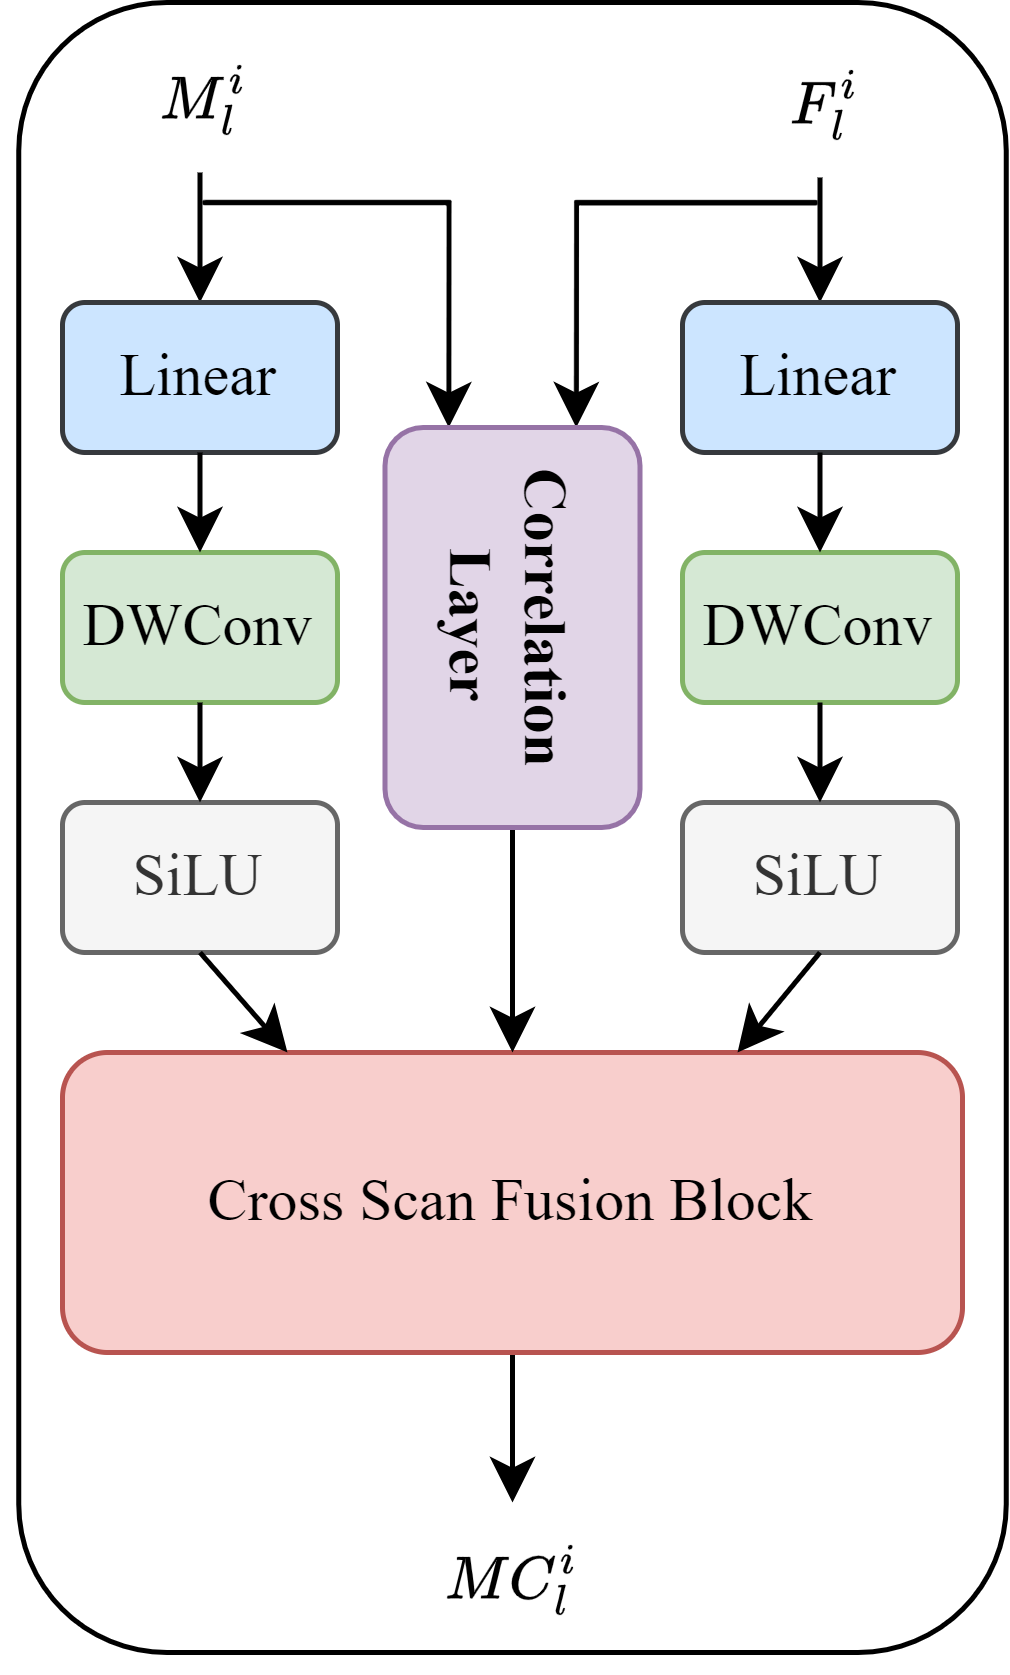 $M_l^i$
$F_l^i$
Linear
Linear
Correlation
Layer
DWConv
DWConv
SiLU
SiLU
Cross Scan Fusion Block
$MC_l^i$